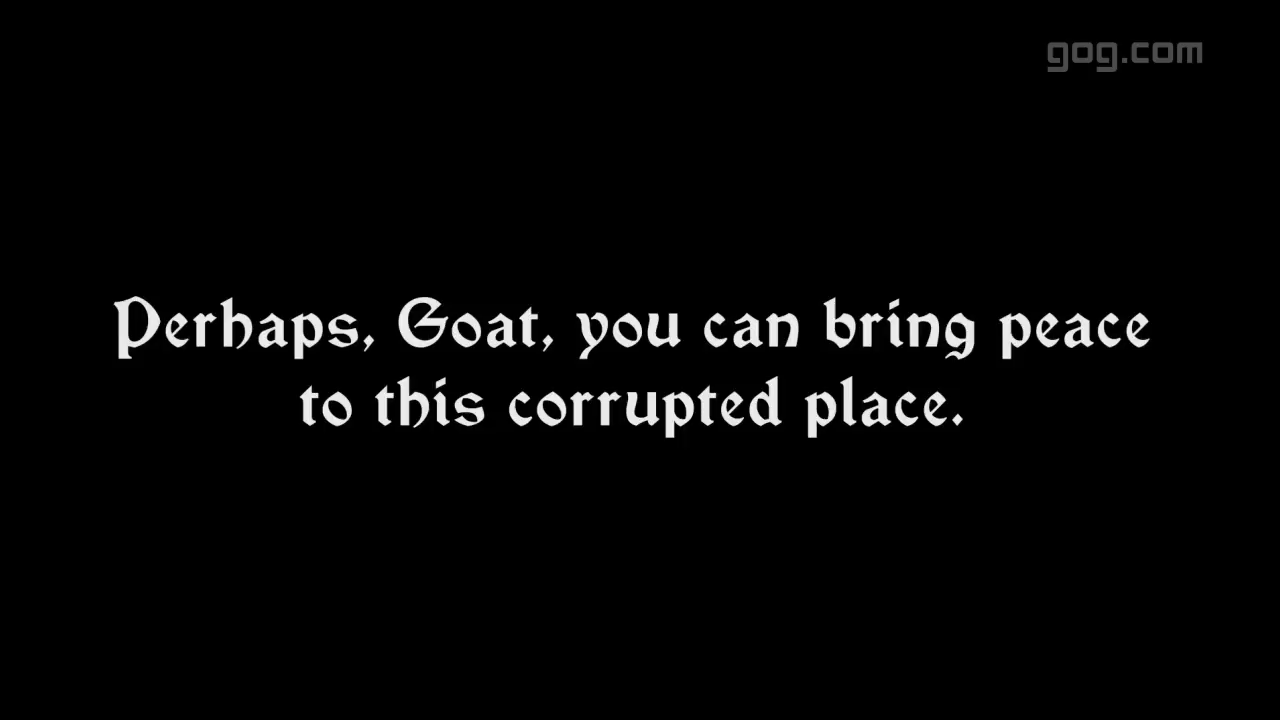 gog.com
Perhaps, Goat, you can bring peace
to this corrupted place.